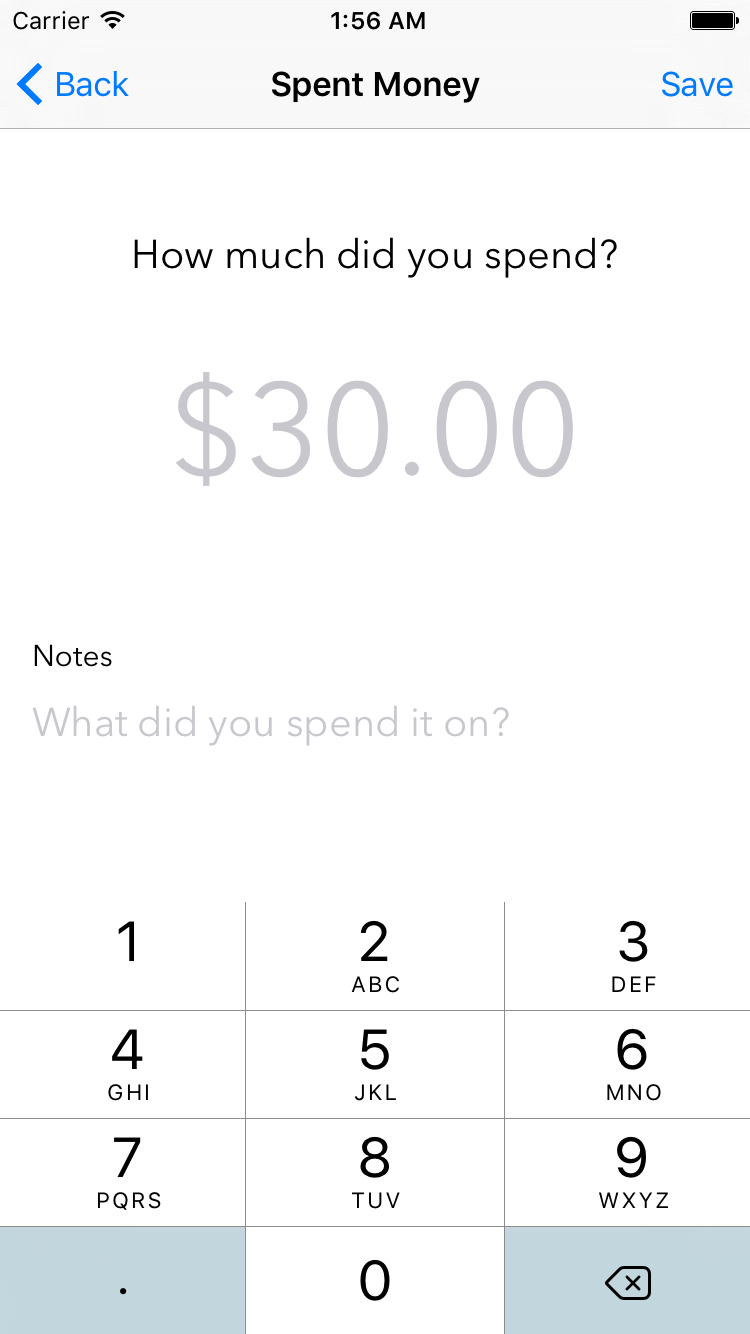 Carrier 1:56 AM
Back Spent Money Save
How much did you spend?
$30.00
Notes
What did you spend it on?
1 2 3
ABC DEF
4 5 6
GHI JKL MNO
7 8 9
PQRS TUV WXYZ
. 0